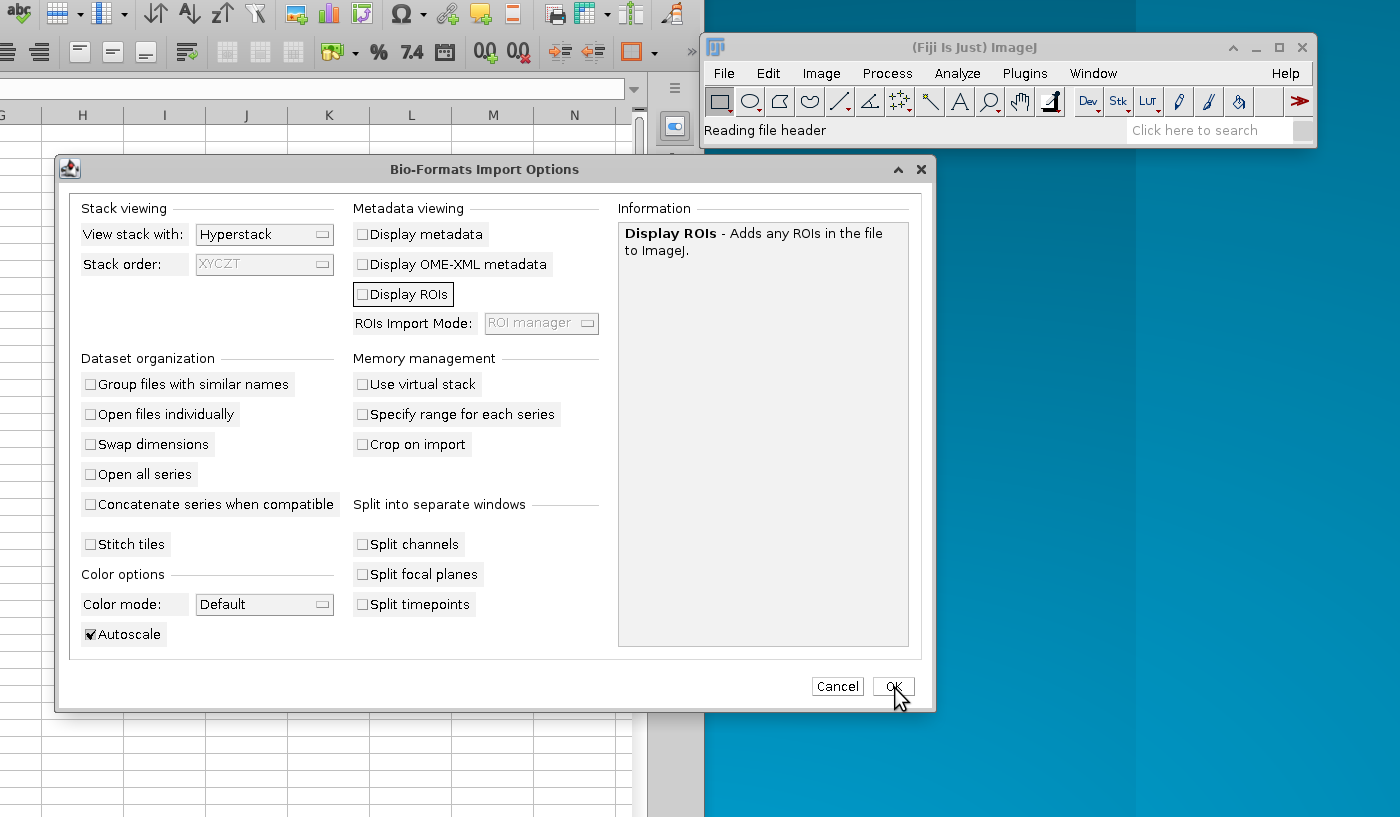 abc
% 7.4
G H I J K L M N
(Fiji Is Just) ImageJ
File Edit Image Process Analyze Plugins Window Help
Dev Stk LUT
Reading file header
Click here to search
Bio-Formats Import Options
Stack viewing
View stack with: Hyperstack
Stack order: XYCZT
Metadata viewing
Display metadata
Display OME-XML metadata
Display ROIs
ROIs Import Mode: ROI manager
Information
Display ROIs - Adds any ROIs in the file
to ImageJ.
Dataset organization
Group files with similar names
Open files individually
Swap dimensions
Open all series
Concatenate series when compatible
Stitch tiles
Memory management
Use virtual stack
Specify range for each series
Crop on import
Split into separate windows
Split channels
Split focal planes
Split timepoints
Color options
Color mode: Default
Autoscale
Cancel OK